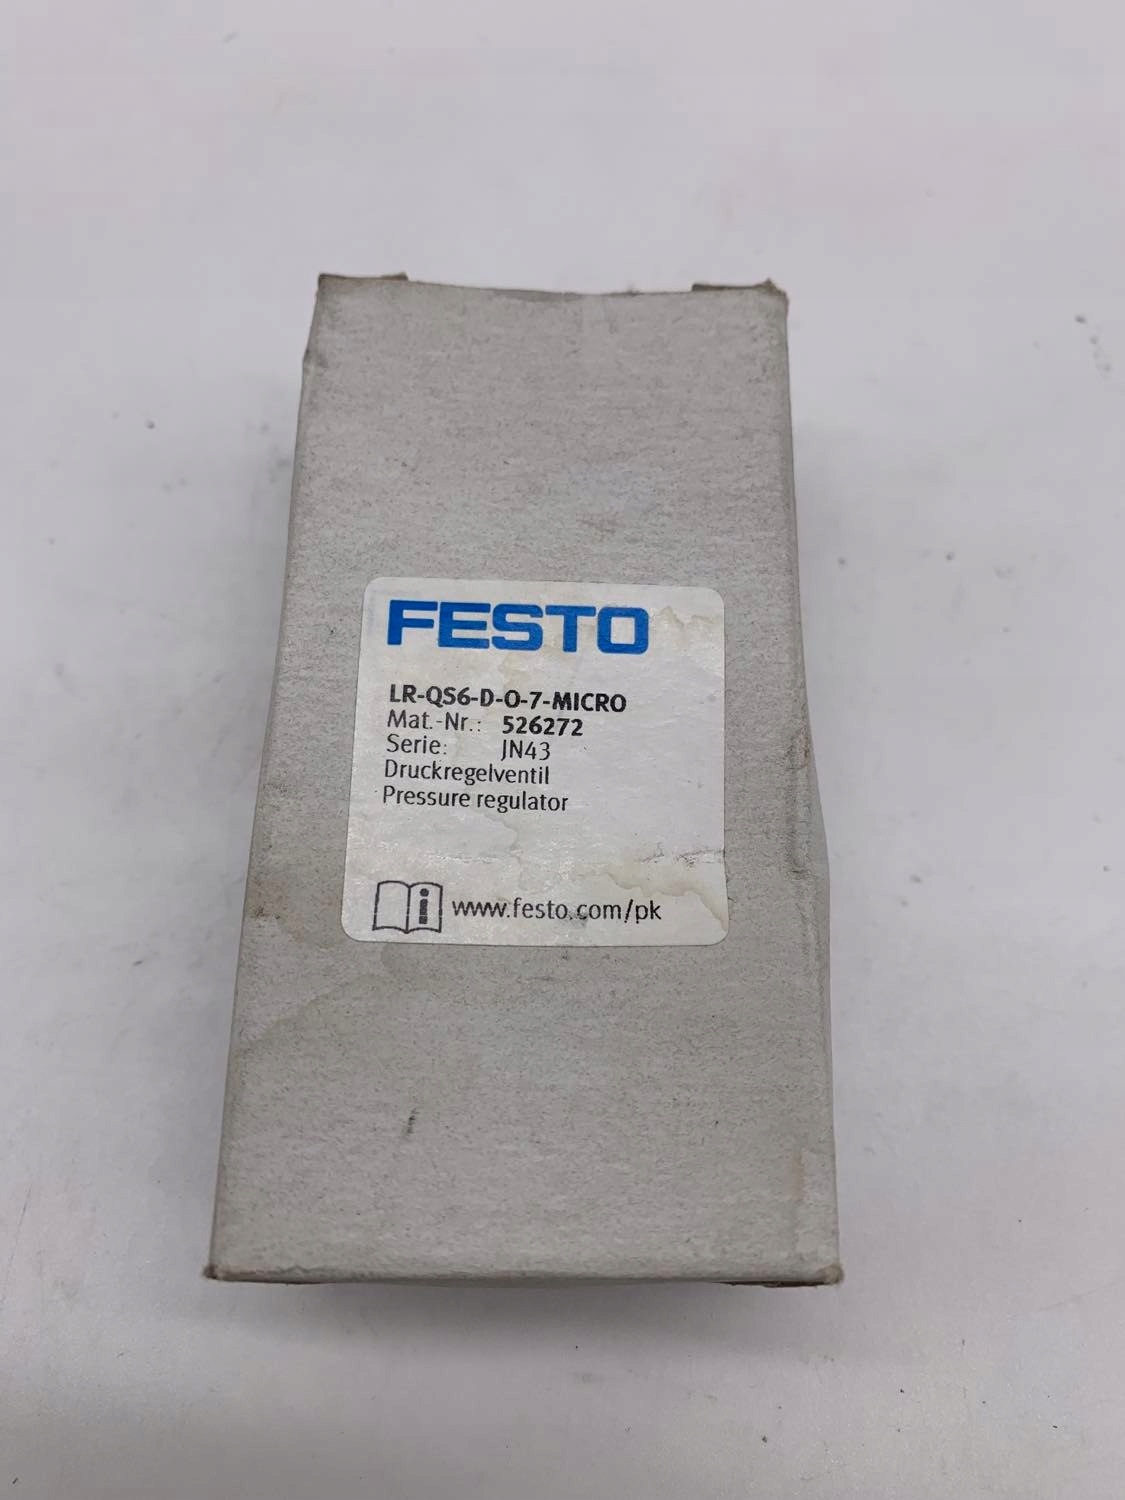 FESTO
LR-QS6-D-O-7-MICRO
Mat.-Nr.: 526272
Serie: JN43
Druckregelventil
Pressure regulator
i www.festo.com/pk